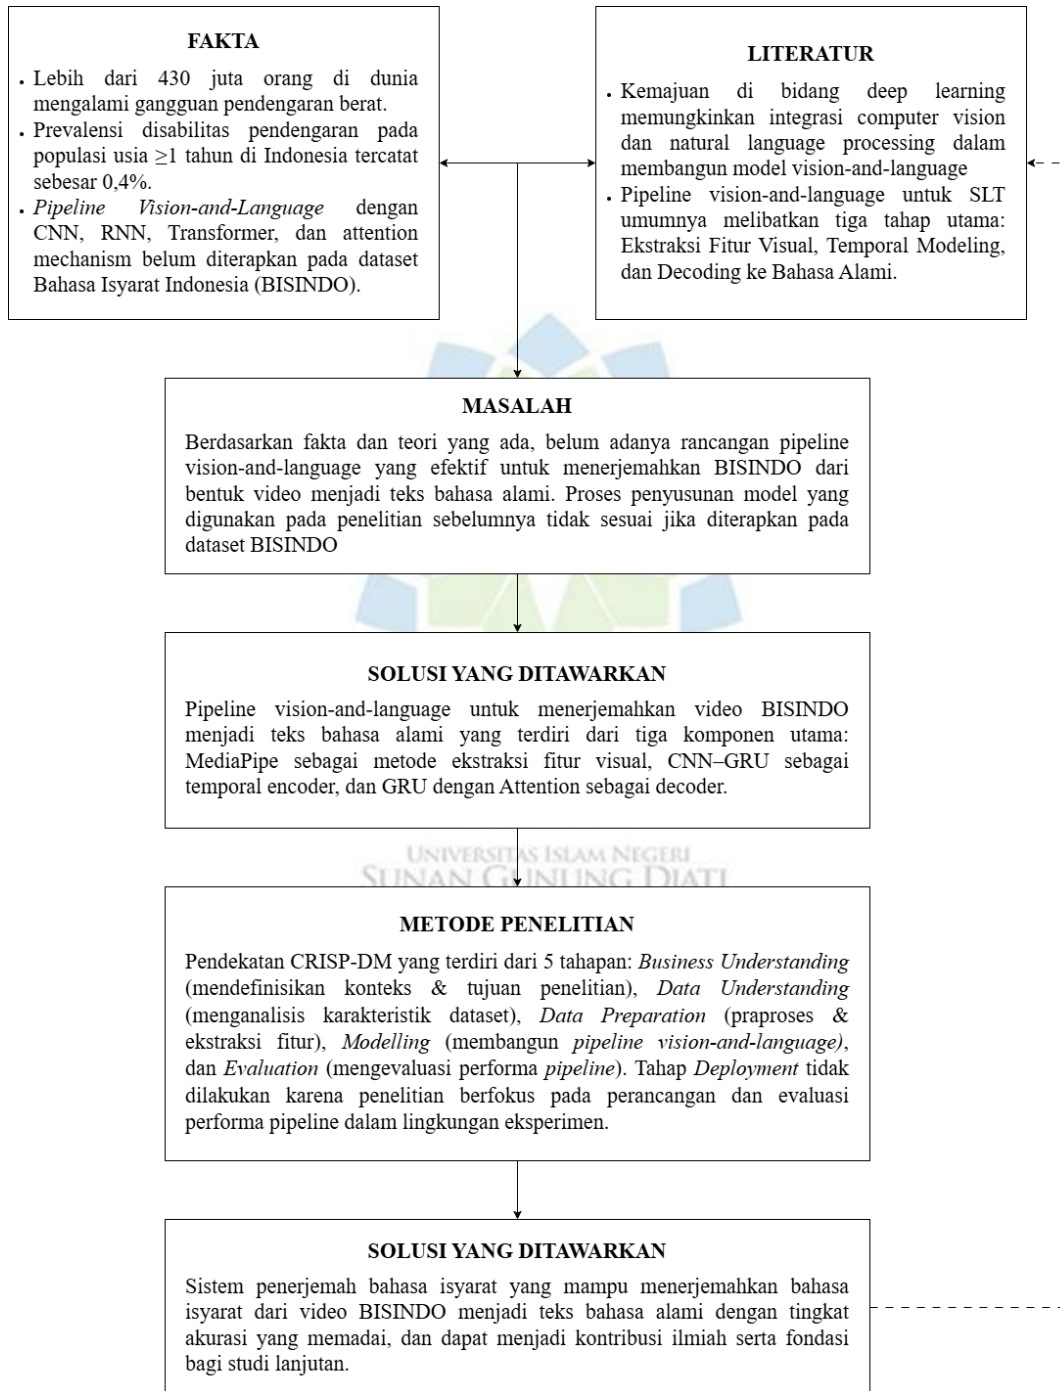 FAKTA
• Lebih dari 430 juta orang di dunia
mengalami gangguan pendengaran berat.
• Prevalensi disabilitas pendengaran pada
populasi usia ≥1 tahun di Indonesia tercatat
sebesar 0,4%.
• Pipeline Vision-and-Language dengan
CNN, RNN, Transformer, dan attention
mechanism belum diterapkan pada dataset
Bahasa Isyarat Indonesia (BISINDO).
LITERATUR
• Kemajuan di bidang deep learning
memungkinkan integrasi computer vision
dan natural language processing dalam
membangun model vision-and-language
• Pipeline vision-and-language untuk SLT
umumnya melibatkan tiga tahap utama:
Ekstraksi Fitur Visual, Temporal Modeling,
dan Decoding ke Bahasa Alami.
MASALAH
Berdasarkan fakta dan teori yang ada, belum adanya rancangan pipeline
vision-and-language yang efektif untuk menerjemahkan BISINDO dari
bentuk video menjadi teks bahasa alami. Proses penyusunan model yang
digunakan pada penelitian sebelumnya tidak sesuai jika diterapkan pada
dataset BISINDO
SOLUSI YANG DITAWARKAN
Pipeline vision-and-language untuk menerjemahkan video BISINDO
menjadi teks bahasa alami yang terdiri dari tiga komponen utama:
MediaPipe sebagai metode ekstraksi fitur visual, CNN–GRU sebagai
temporal encoder, dan GRU dengan Attention sebagai decoder.
UNIVERSITAS ISLAM NEGERI
SUNAN GUNUNG DJATI
METODE PENELITIAN
Pendekatan CRISP-DM yang terdiri dari 5 tahapan: Business Understanding
(mendefinisikan konteks & tujuan penelitian), Data Understanding
(menganalisis karakteristik dataset), Data Preparation (praproses &
ekstraksi fitur), Modelling (membangun pipeline vision-and-language),
dan Evaluation (mengevaluasi performa pipeline). Tahap Deployment tidak
dilakukan karena penelitian berfokus pada perancangan dan evaluasi
performa pipeline dalam lingkungan eksperimen.
SOLUSI YANG DITAWARKAN
Sistem penerjemah bahasa isyarat yang mampu menerjemahkan bahasa
isyarat dari video BISINDO menjadi teks bahasa alami dengan tingkat
akurasi yang memadai, dan dapat menjadi kontribusi ilmiah serta fondasi
bagi studi lanjutan.